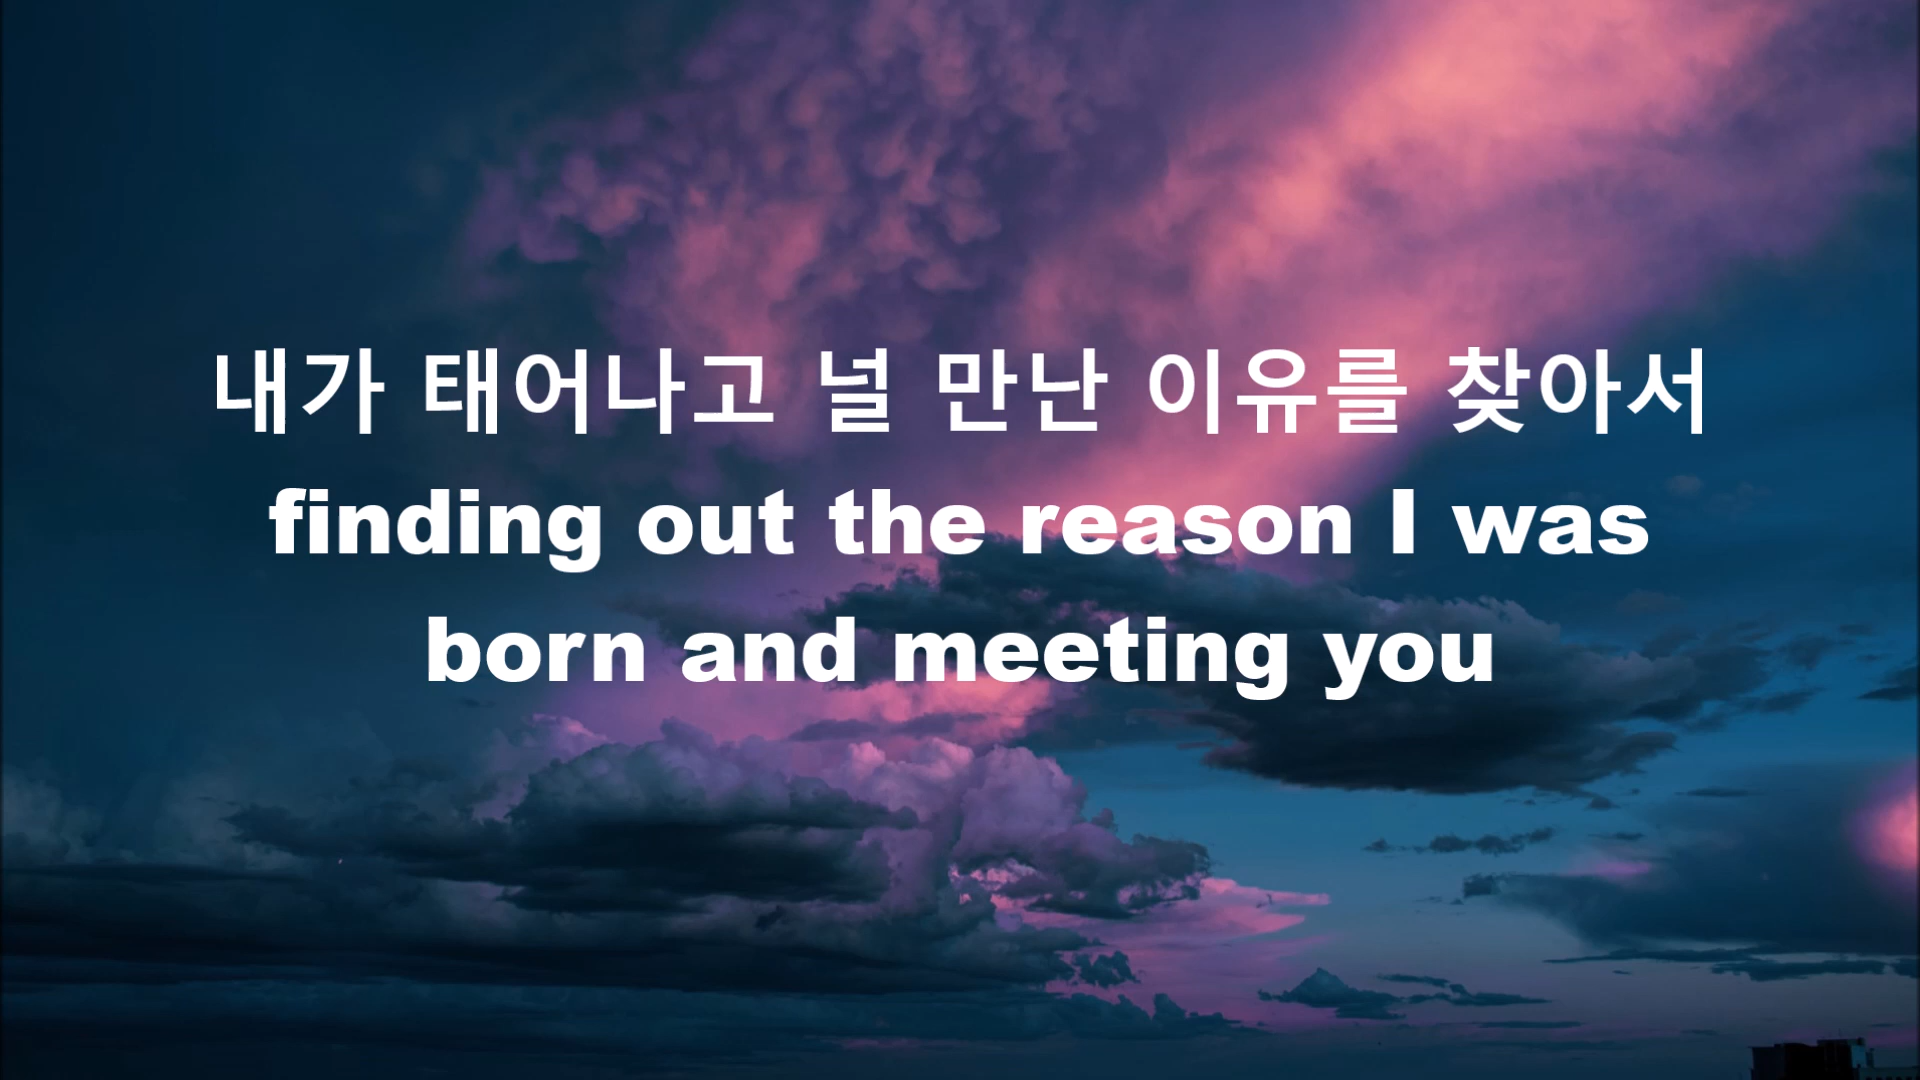 내가 태어나고 널 만난 이유를 찾아서
finding out the reason I was
born and meeting you